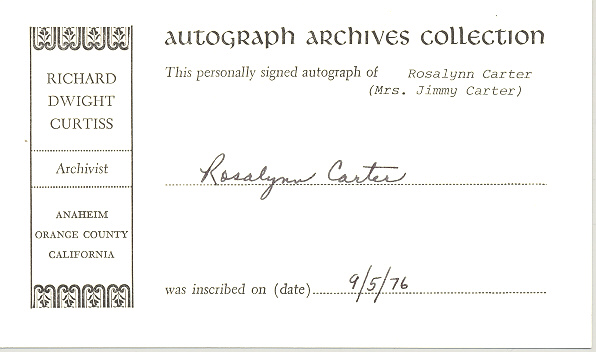 AUTOGRAPH ARCHIVES COLLECTION
This personally signed autograph of Rosalynn Carter
(Mrs. Jimmy Carter)
RICHARD
DWIGHT
CURTISS
Archivist
ANAHEIM
ORANGE COUNTY
CALIFORNIA
Rosalynn Carter
was inscribed on (date) 9/5/76